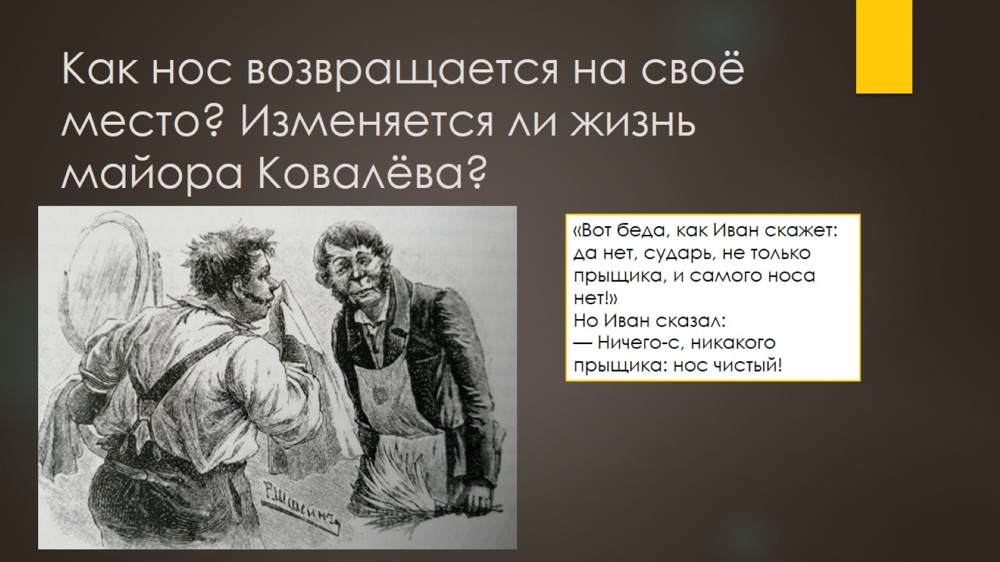 Как нос возвращается на своё
место? Изменяется ли жизнь
майора Ковалёва?
«Вот беда, как Иван скажет:
да нет, сударь, не только
прыщика, и самого носа
нет!»
Но Иван сказал:
— Ничего-с, никакого
прыщика: нос чистый!